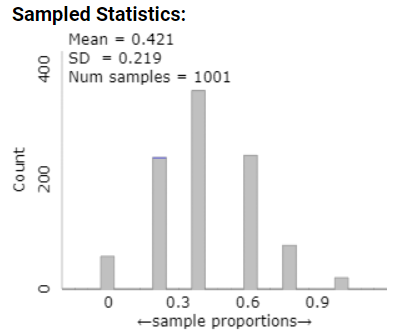 Sampled Statistics:
Mean = 0.421
SD = 0.219
Num samples = 1001
400
Count
200
0
0 0.3 0.6 0.9
←sample proportions→